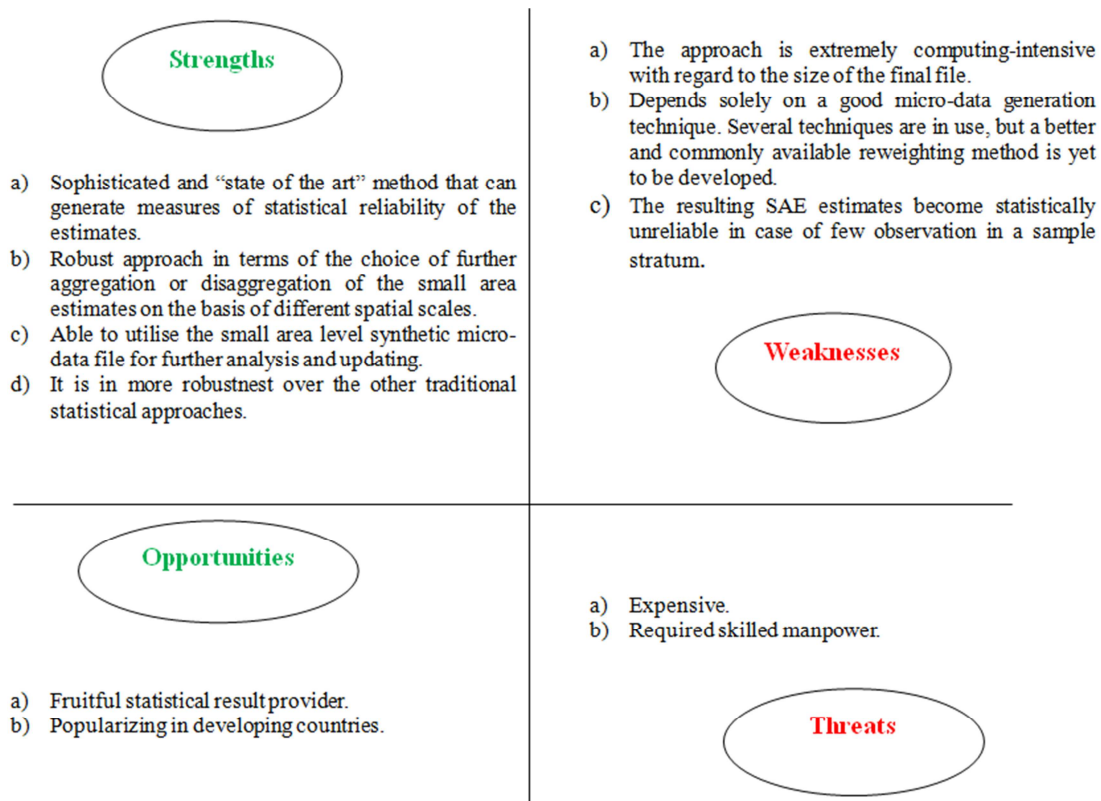 Strengths
a) Sophisticated and “state of the art” method that can
generate measures of statistical reliability of the
estimates.
b) Robust approach in terms of the choice of further
aggregation or disaggregation of the small area
estimates on the basis of different spatial scales.
c) Able to utilise the small area level synthetic micro-
data file for further analysis and updating.
d) It is in more robustnest over the other traditional
statistical approaches.
a) The approach is extremely computing-intensive
with regard to the size of the final file.
b) Depends solely on a good micro-data generation
technique. Several techniques are in use, but a better
and commonly available reweighting method is yet
to be developed.
c) The resulting SAE estimates become statistically
unreliable in case of few observation in a sample
stratum.
Weaknesses
Opportunities
a) Fruitful statistical result provider.
b) Popularizing in developing countries.
a) Expensive.
b) Required skilled manpower.
Threats